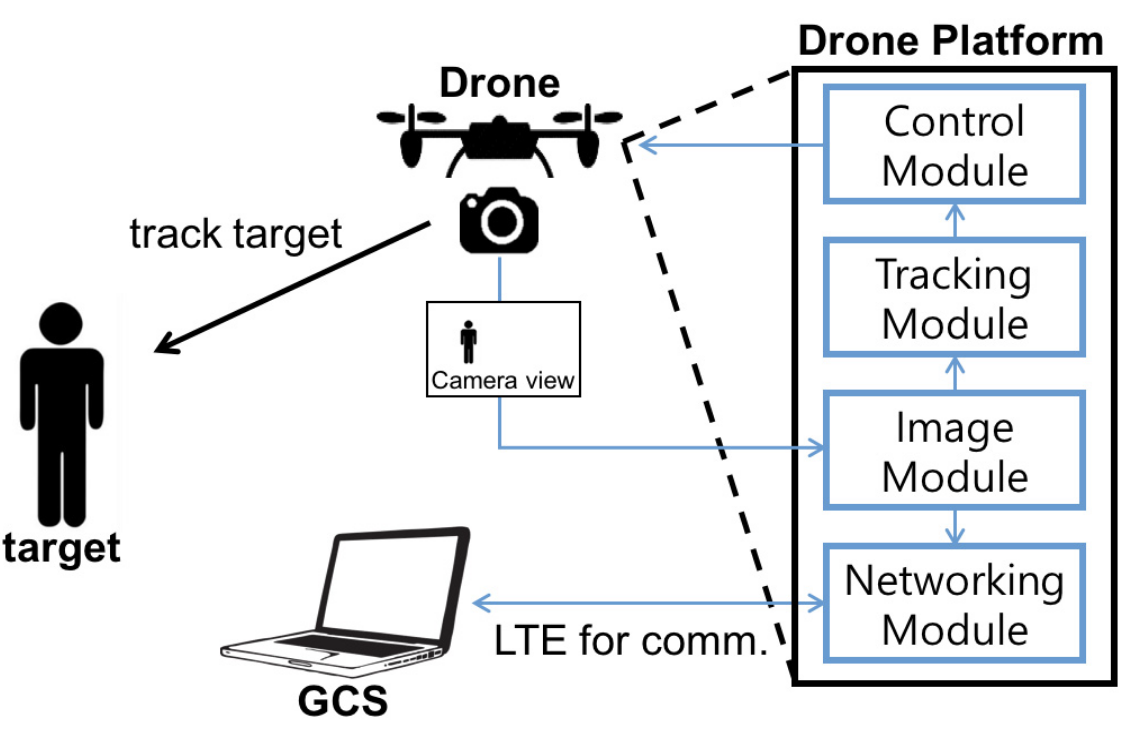 Drone Platform
Drone
Control
Module
track target
Tracking
Module
Camera view
Image
Module
target
Networking
Module
LTE for comm.
GCS